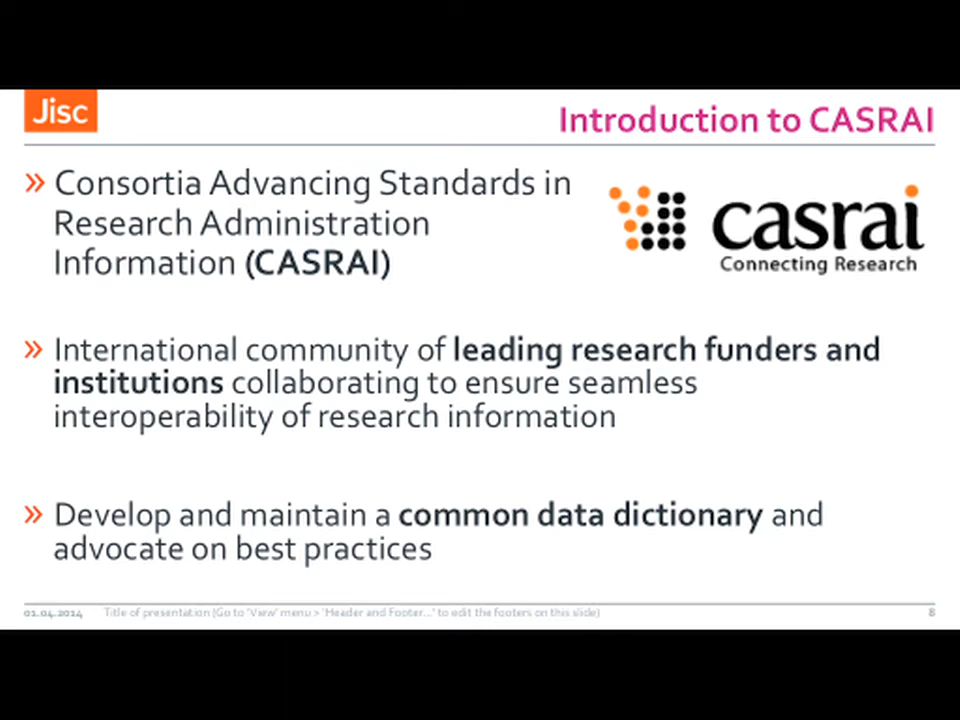 Jisc
Introduction to CASRAI
» Consortia Advancing Standards in
Research Administration
Information (CASRAI)
casrai
Connecting Research
» International community of leading research funders and
institutions collaborating to ensure seamless
interoperability of research information
» Develop and maintain a common data dictionary and
advocate on best practices
01.04.2014 Title of presentation (Go to 'View' menu > 'Header and Footer...' to edit the footers on this slide) 8